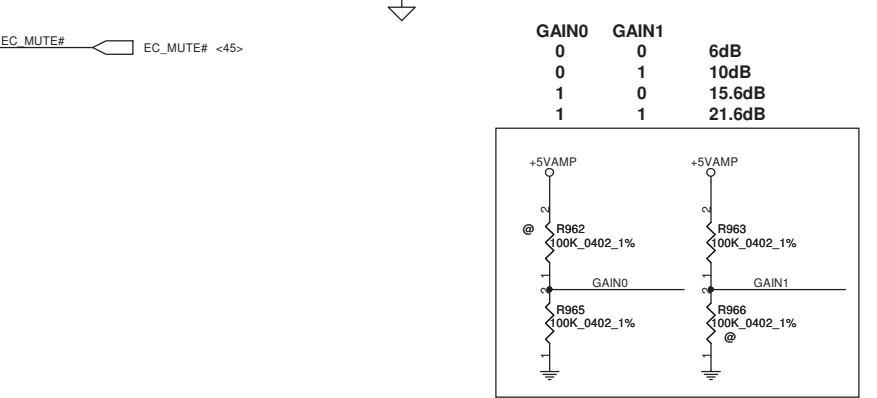 EC_MUTE#
EC_MUTE# <45>
GAIN0 GAIN1
0 0 6dB
0 1 10dB
1 0 15.6dB
1 1 21.6dB
+5VAMP
+5VAMP
2
2
@
R962
100K_0402_1%
R963
100K_0402_1%
1
1
GAIN0
GAIN1
2
2
R965
100K_0402_1%
R966
100K_0402_1%
@
1
1